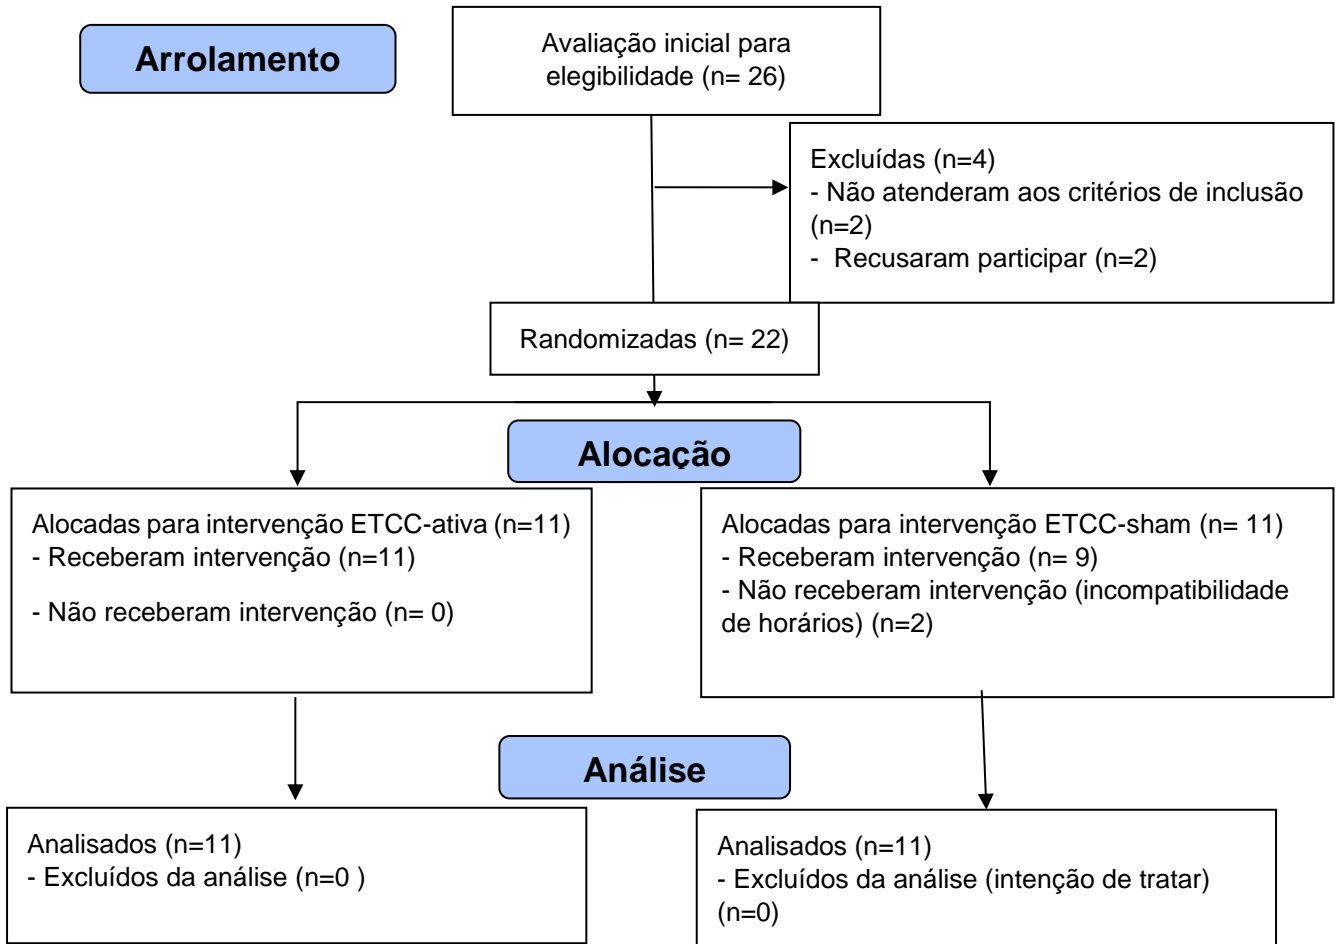 Arrolamento
Avaliação inicial para
elegibilidade (n= 26)
Excluídas (n=4)
- Não atenderam aos critérios de inclusão
(n=2)
- Recusaram participar (n=2)
Randomizadas (n= 22)
Alocação
Alocadas para intervenção ETCC-ativa (n=11)
- Receberam intervenção (n=11)
- Não receberam intervenção (n= 0)
Alocadas para intervenção ETCC-sham (n= 11)
- Receberam intervenção (n= 9)
- Não receberam intervenção (incompatibilidade
de horários) (n=2)
Análise
Analisados (n=11)
- Excluídos da análise (n=0 )
Analisados (n=11)
- Excluídos da análise (intenção de tratar)
(n=0)